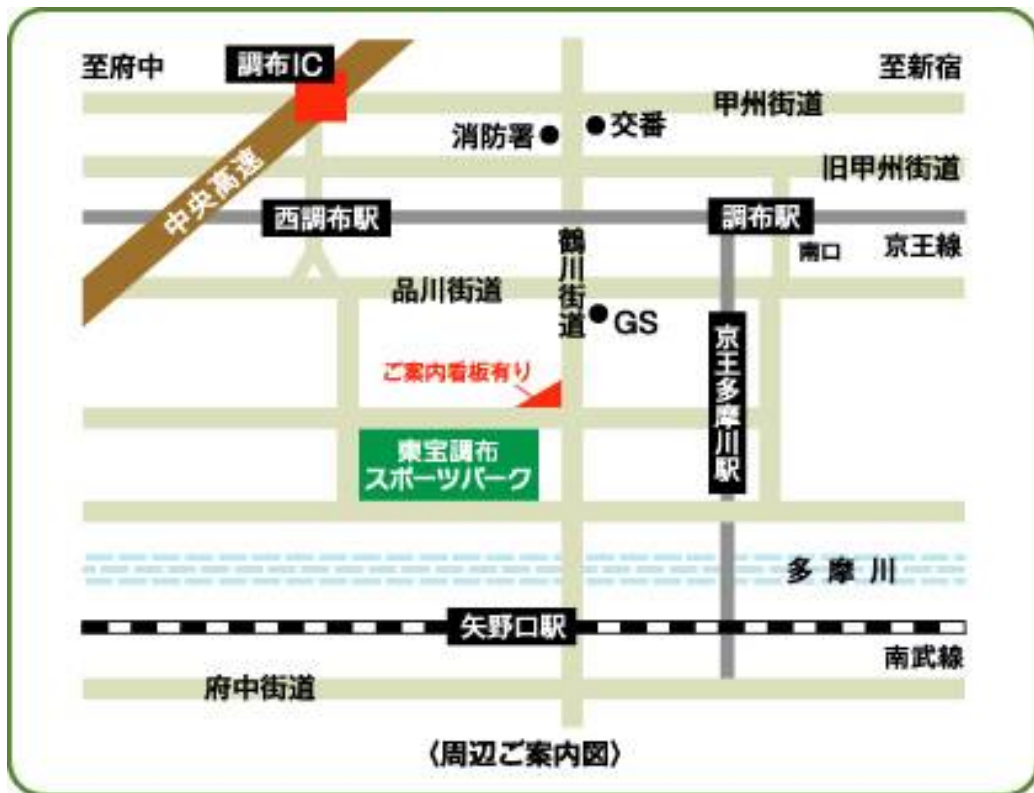 至府中
調布IC
至新宿
甲州街道
消防署
交番
旧甲州街道
中央高速
西調布駅
調布駅
南口
京王線
鶴川街道
品川街道
GS
京王多摩川駅
ご案内看板有り
東宝調布
スポーツパーク
多摩川
矢野口駅
南武線
府中街道
〈周辺ご案内図〉